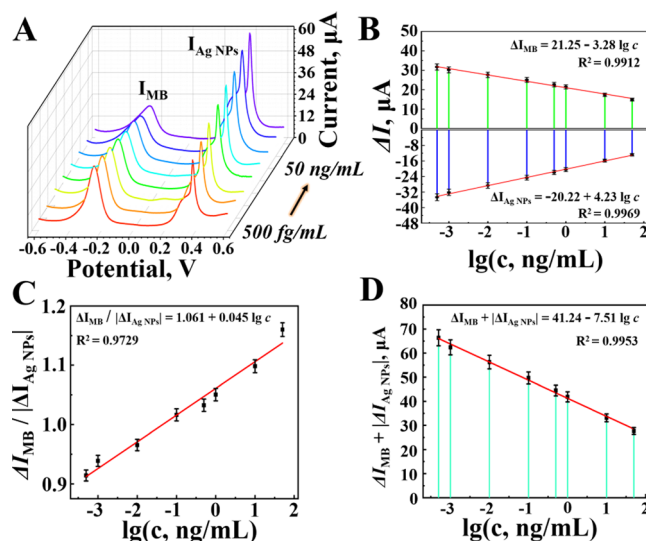 A
I_MB
I_Ag NPs
60
48
36
24
12
0
Current, μA
50 ng/mL
500 fg/mL
-0.6 -0.4 -0.2 0.0 0.2 0.4 0.6
Potential, V
B
ΔI_MB = 21.25 − 3.28 lg c
R² = 0.9912
50
40
30
20
10
0
-16
-24
-32
-40
-48
ΔI, μA
ΔI_Ag NPs = −20.22 + 4.23 lg c
R² = 0.9969
-3 -2 -1 0 1 2
lg(c, ng/mL)
C
ΔI_MB / |ΔI_Ag NPs| = 1.061 + 0.045 lg c
R² = 0.9729
1.2
1.1
1.0
0.9
ΔI_MB / |ΔI_Ag NPs|
-3 -2 -1 0 1 2
lg(c, ng/mL)
D
ΔI_MB + |ΔI_Ag NPs| = 41.24 − 7.51 lg c
R² = 0.9953
80
70
60
50
40
30
20
10
0
ΔI_MB + |ΔI_Ag NPs|, μA
-3 -2 -1 0 1 2
lg(c, ng/mL)